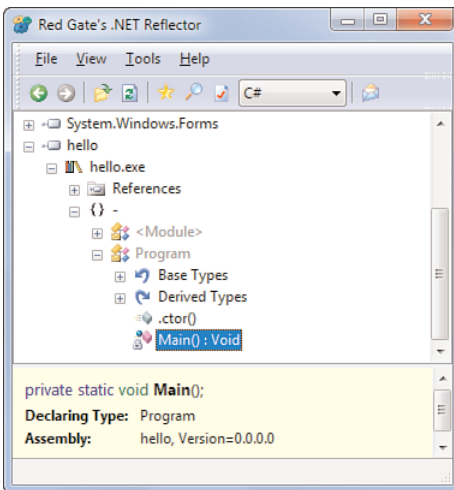 Red Gate's .NET Reflector
File View Tools Help
C#
System.Windows.Forms
hello
hello.exe
References
{} -
<Module>
Program
Base Types
Derived Types
.ctor()
Main() : Void
private static void Main();
Declaring Type: Program
Assembly: hello, Version=0.0.0.0